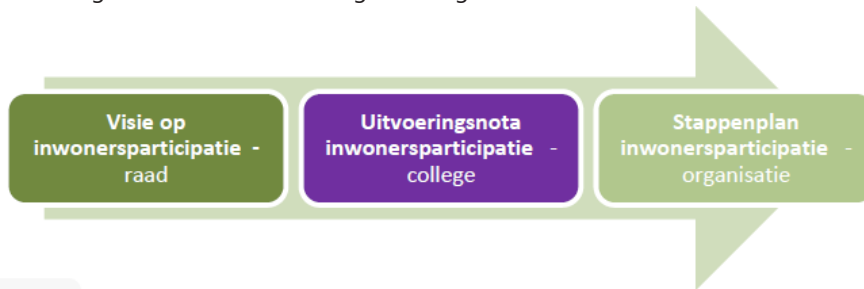 Visie op
inwonersparticipatie -
raad
Uitvoeringsnota
inwonersparticipatie -
college
Stappenplan
inwonersparticipatie -
organisatie